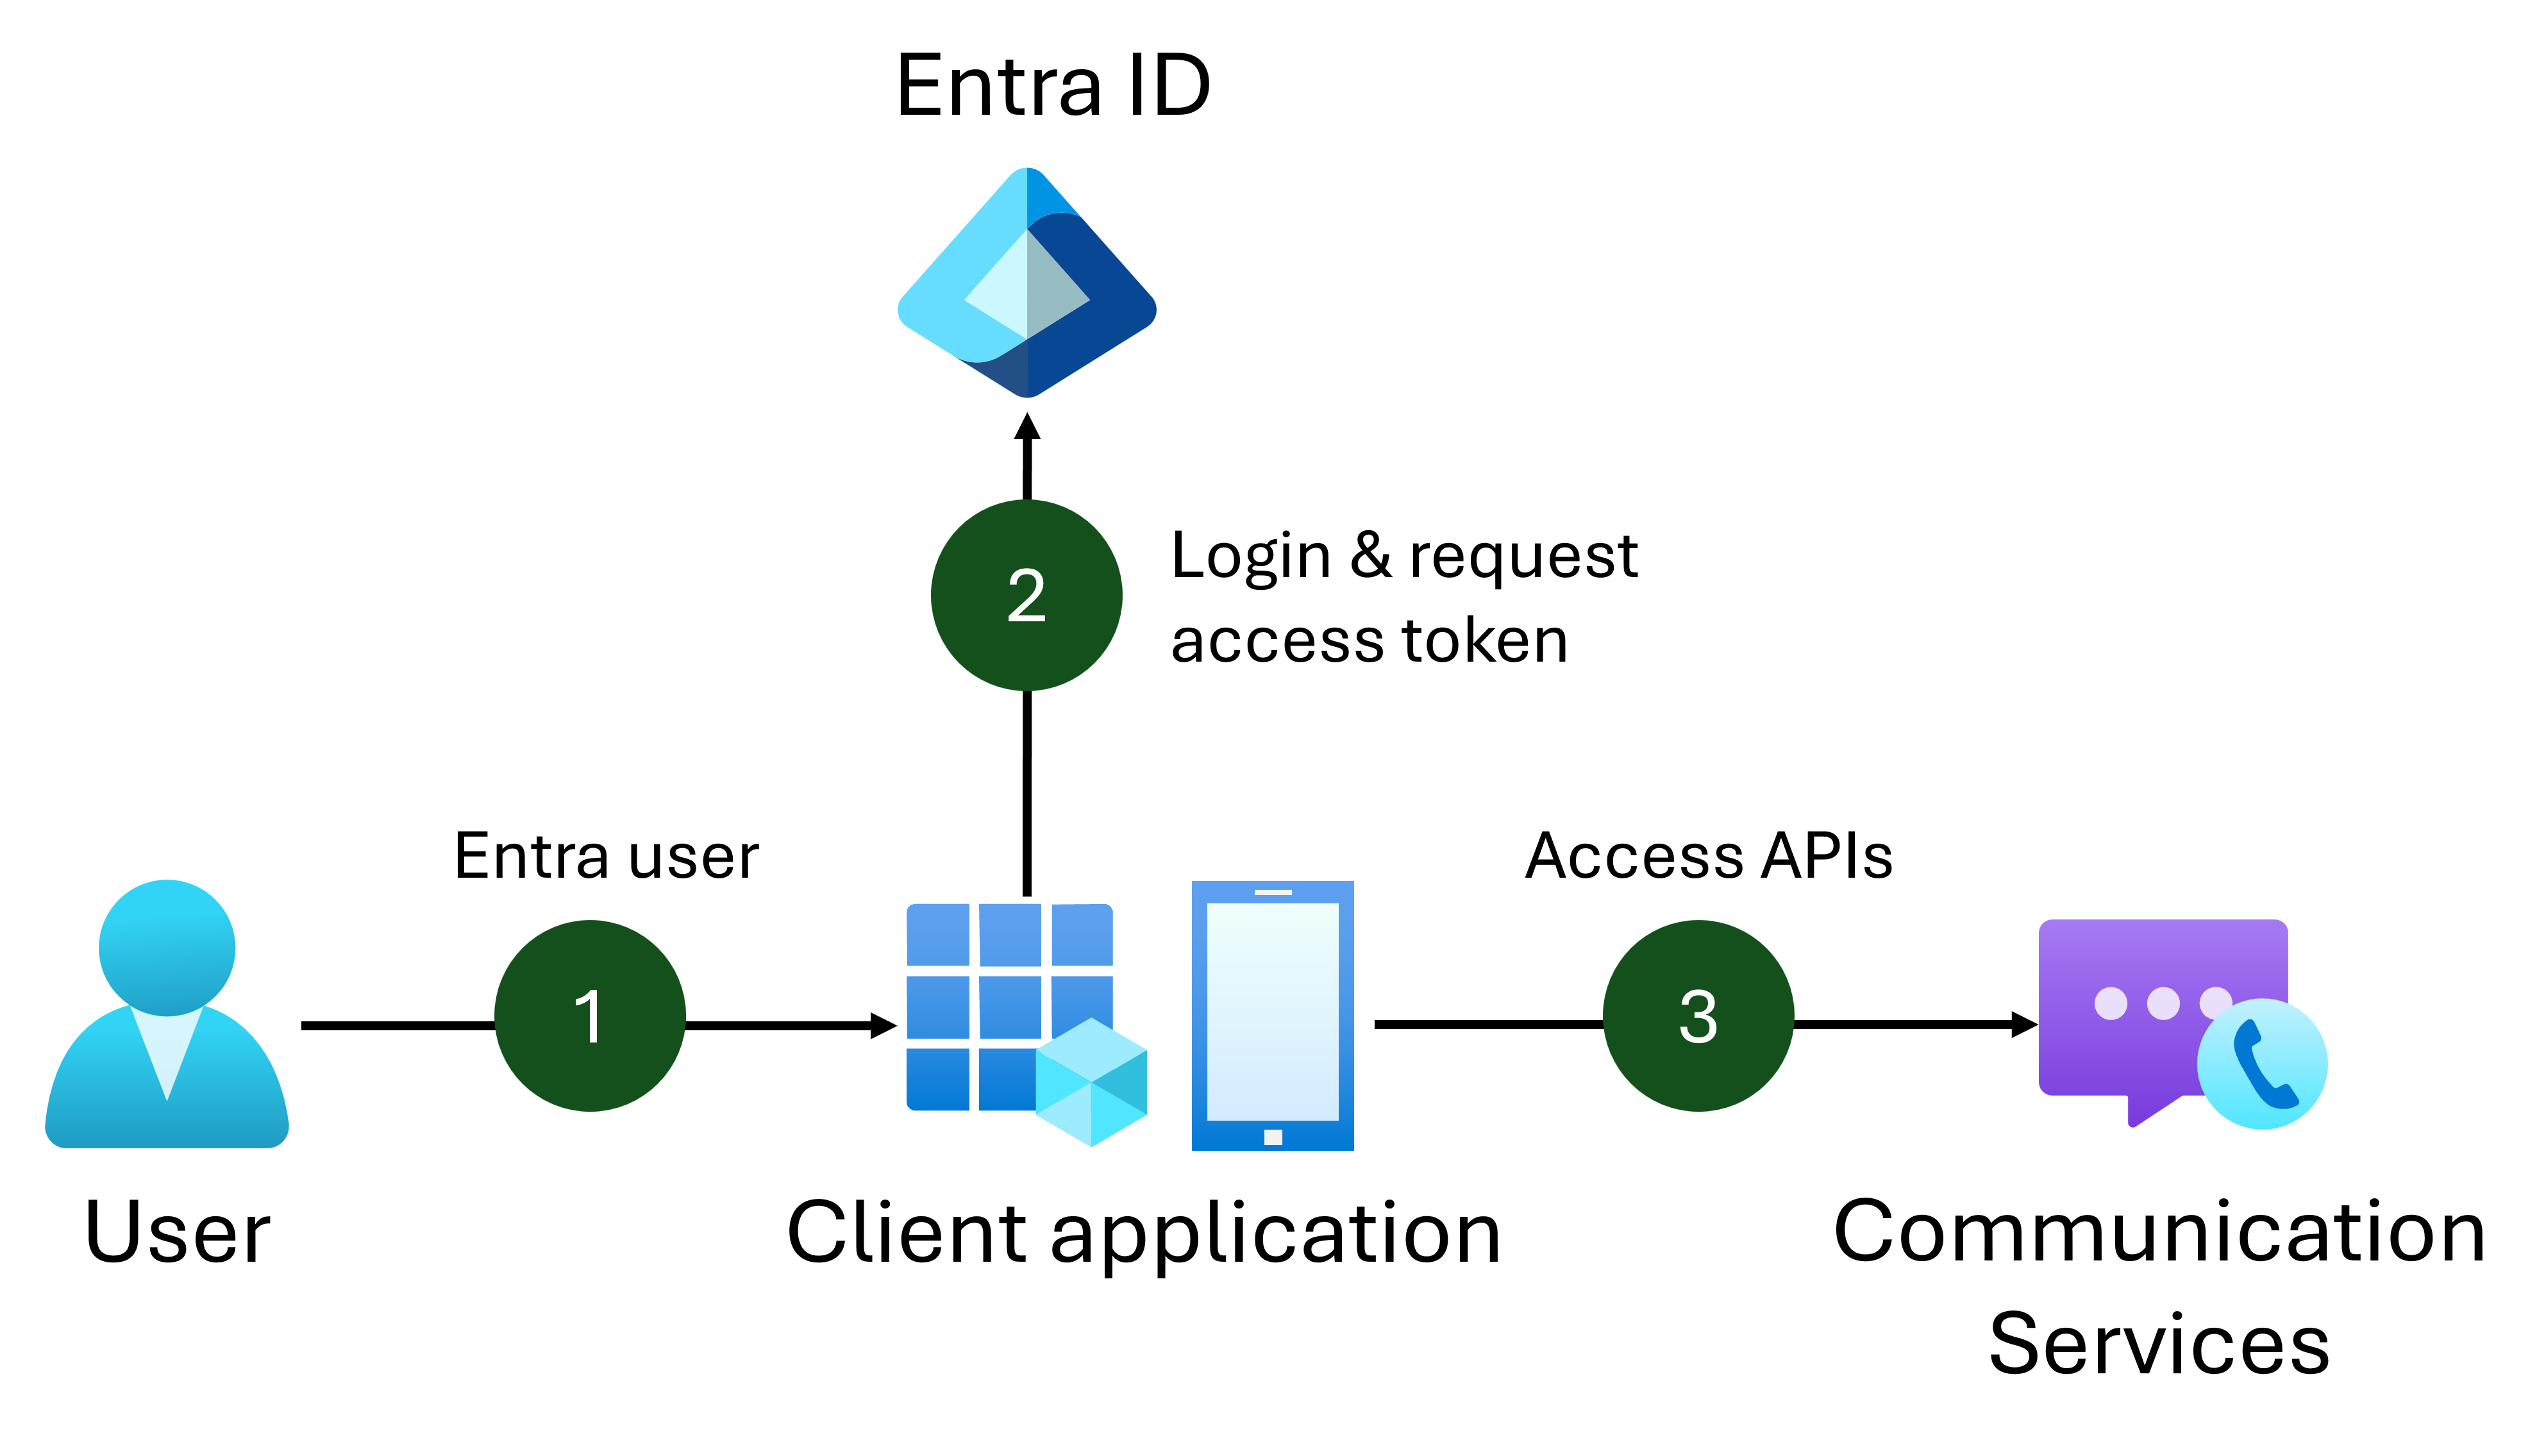 Entra ID
2
Login & request
access token
Entra user
Access APIs
1
3
User
Client application
Communication
Services